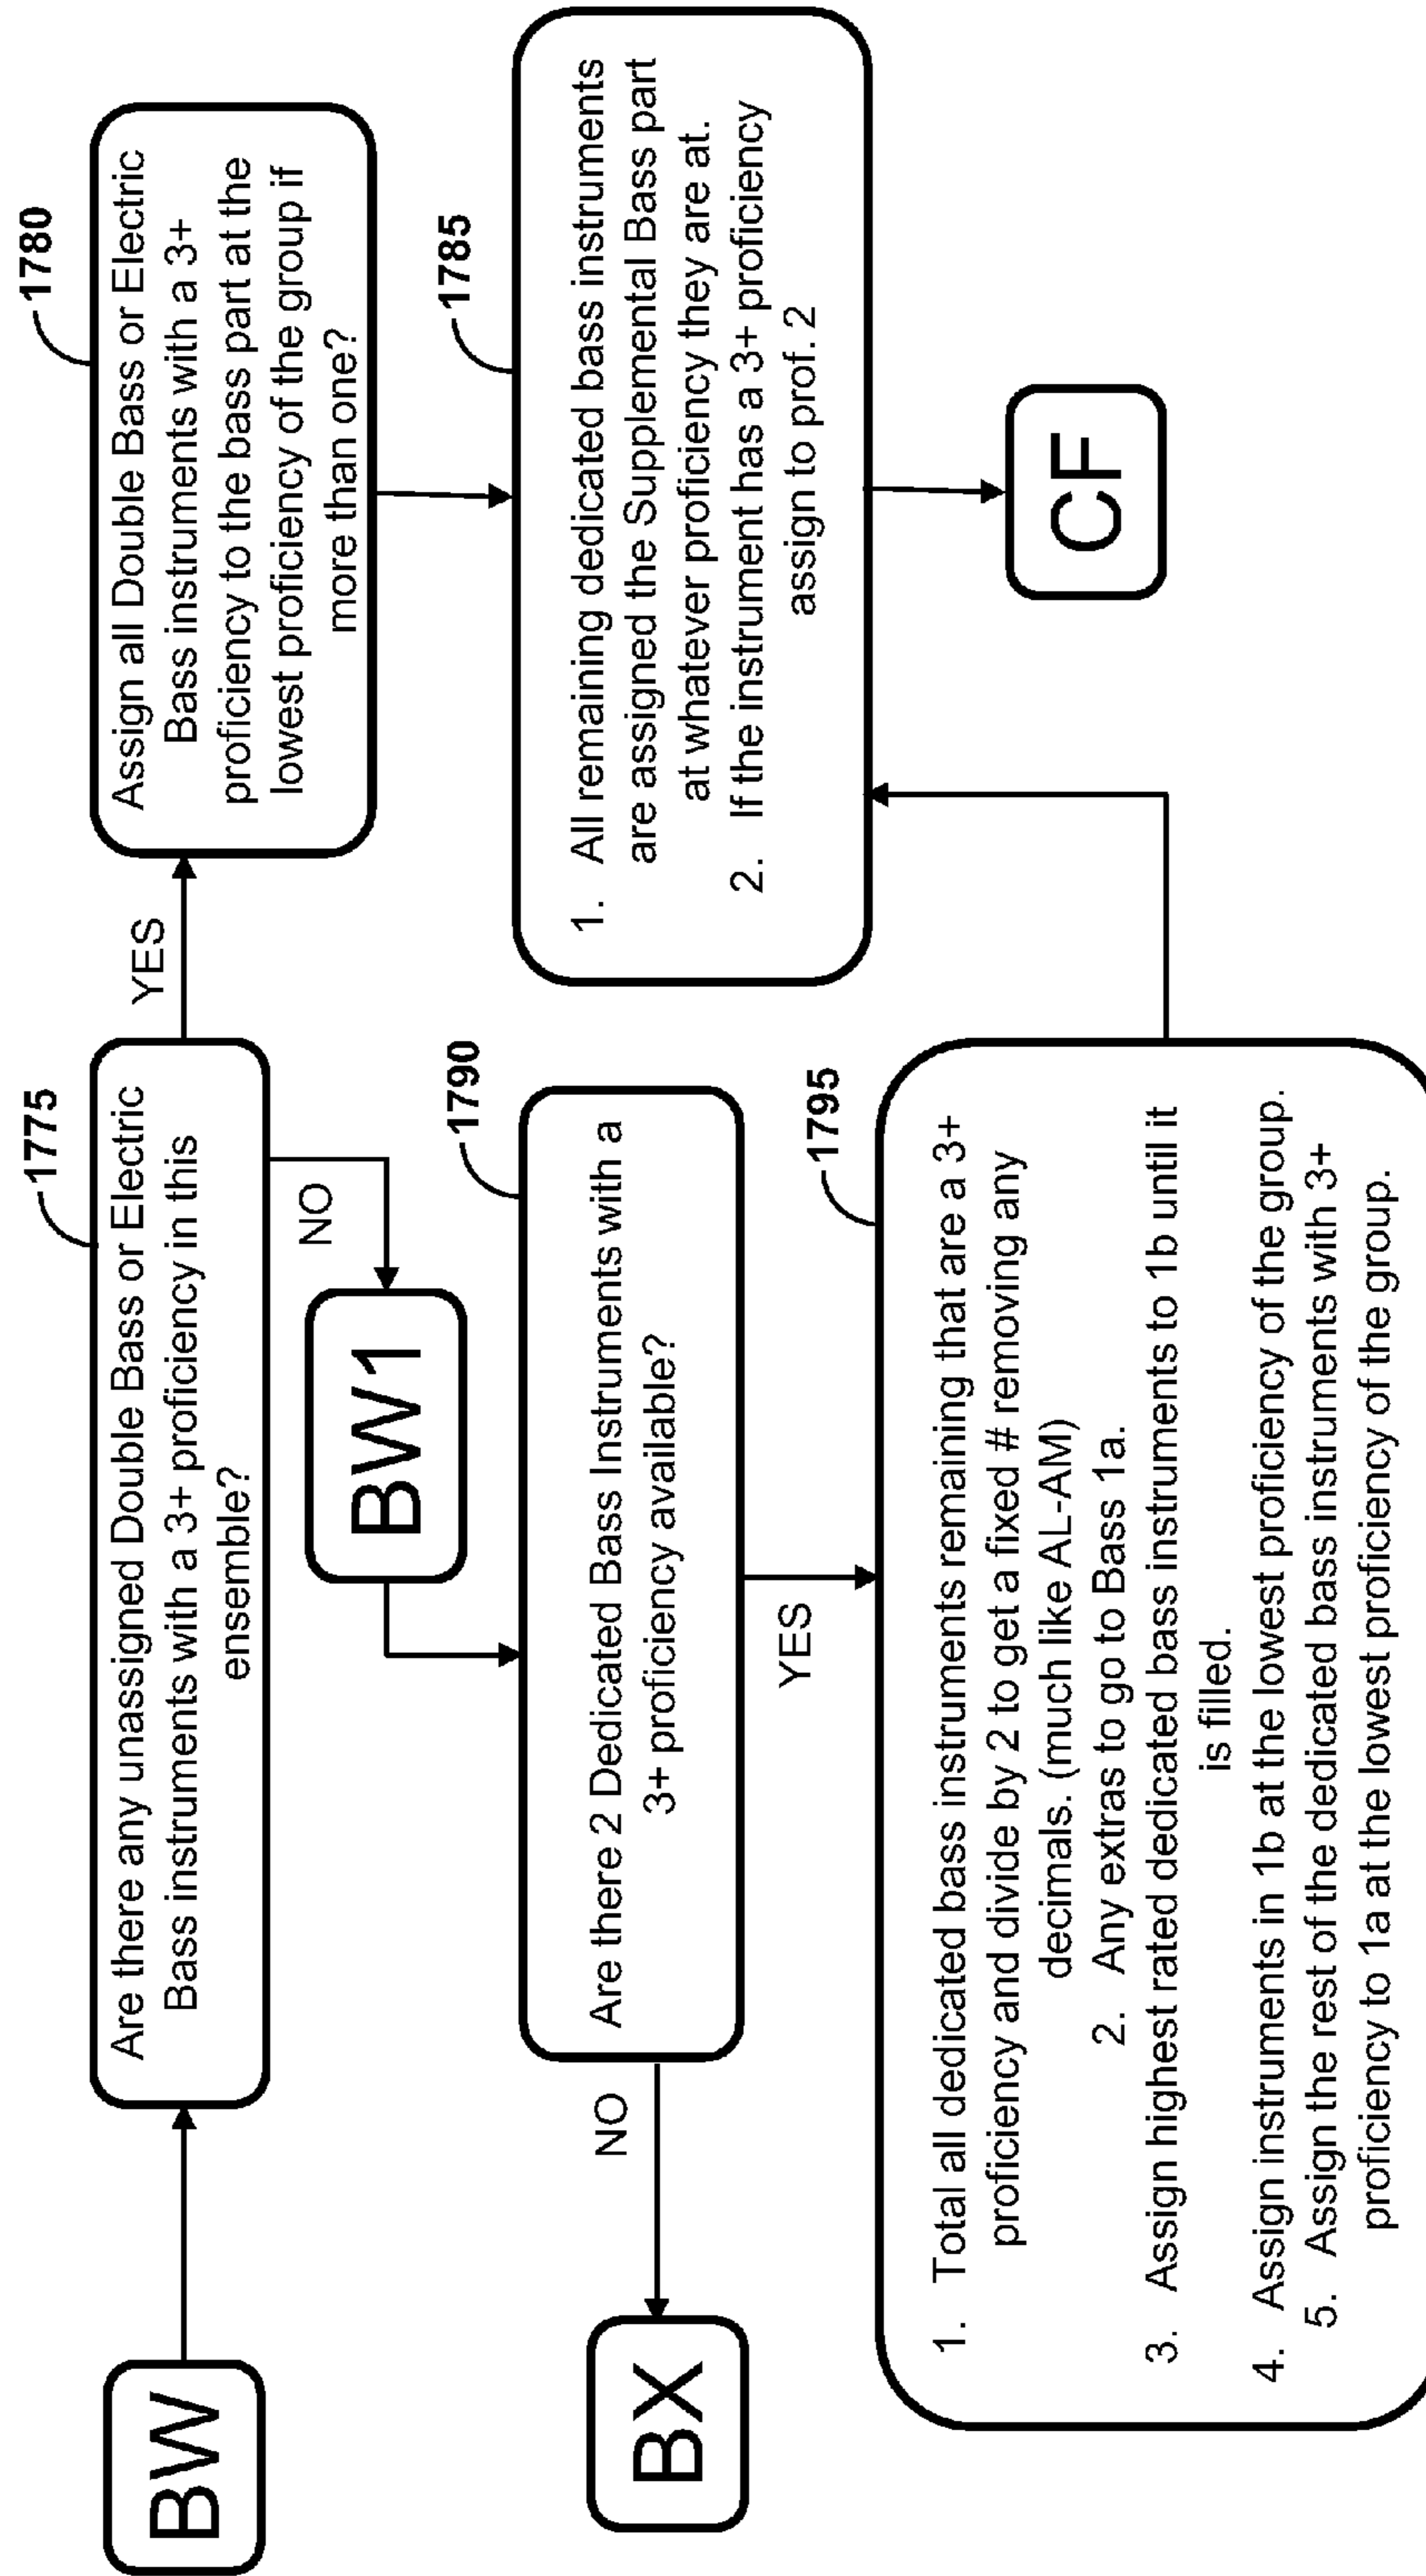 BW
1775
Are there any unassigned Double Bass or Electric
Bass instruments with a 3+ proficiency in this
ensemble?
YES
1780
Assign all Double Bass or Electric
Bass instruments with a 3+
proficiency to the bass part at the
lowest proficiency of the group if
more than one?
NO
BW1
1785
1. All remaining dedicated bass instruments
are assigned the Supplemental Bass part
at whatever proficiency they are at.
2. If the instrument has a 3+ proficiency
assign to prof. 2
CF
1790
Are there 2 Dedicated Bass Instruments with a
3+ proficiency available?
NO
BX
YES
1795
1. Total all dedicated bass instruments remaining that are a 3+
proficiency and divide by 2 to get a fixed # removing any
decimals. (much like AL-AM)
2. Any extras to go to Bass 1a.
3. Assign highest rated dedicated bass instruments to 1b until it
is filled.
4. Assign instruments in 1b at the lowest proficiency of the group.
5. Assign the rest of the dedicated bass instruments with 3+
proficiency to 1a at the lowest proficiency of the group.